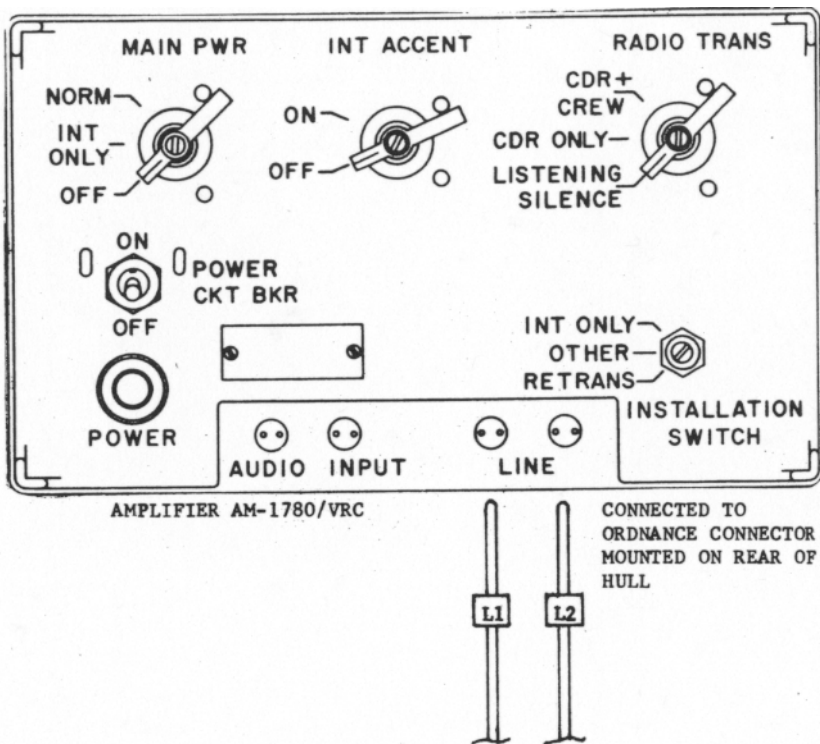 MAIN PWR
INT ACCENT
RADIO TRANS
NORM
INT
ONLY
OFF
ON
OFF
CDR+
CREW
CDR ONLY
LISTENING
SILENCE
ON
POWER
CKT BKR
OFF
POWER
INT ONLY
OTHER
RETRANS
INSTALLATION
SWITCH
AUDIO INPUT
LINE
AMPLIFIER AM-1780/VRC
CONNECTED TO
ORDNANCE CONNECTOR
MOUNTED ON REAR OF
HULL
L1
L2